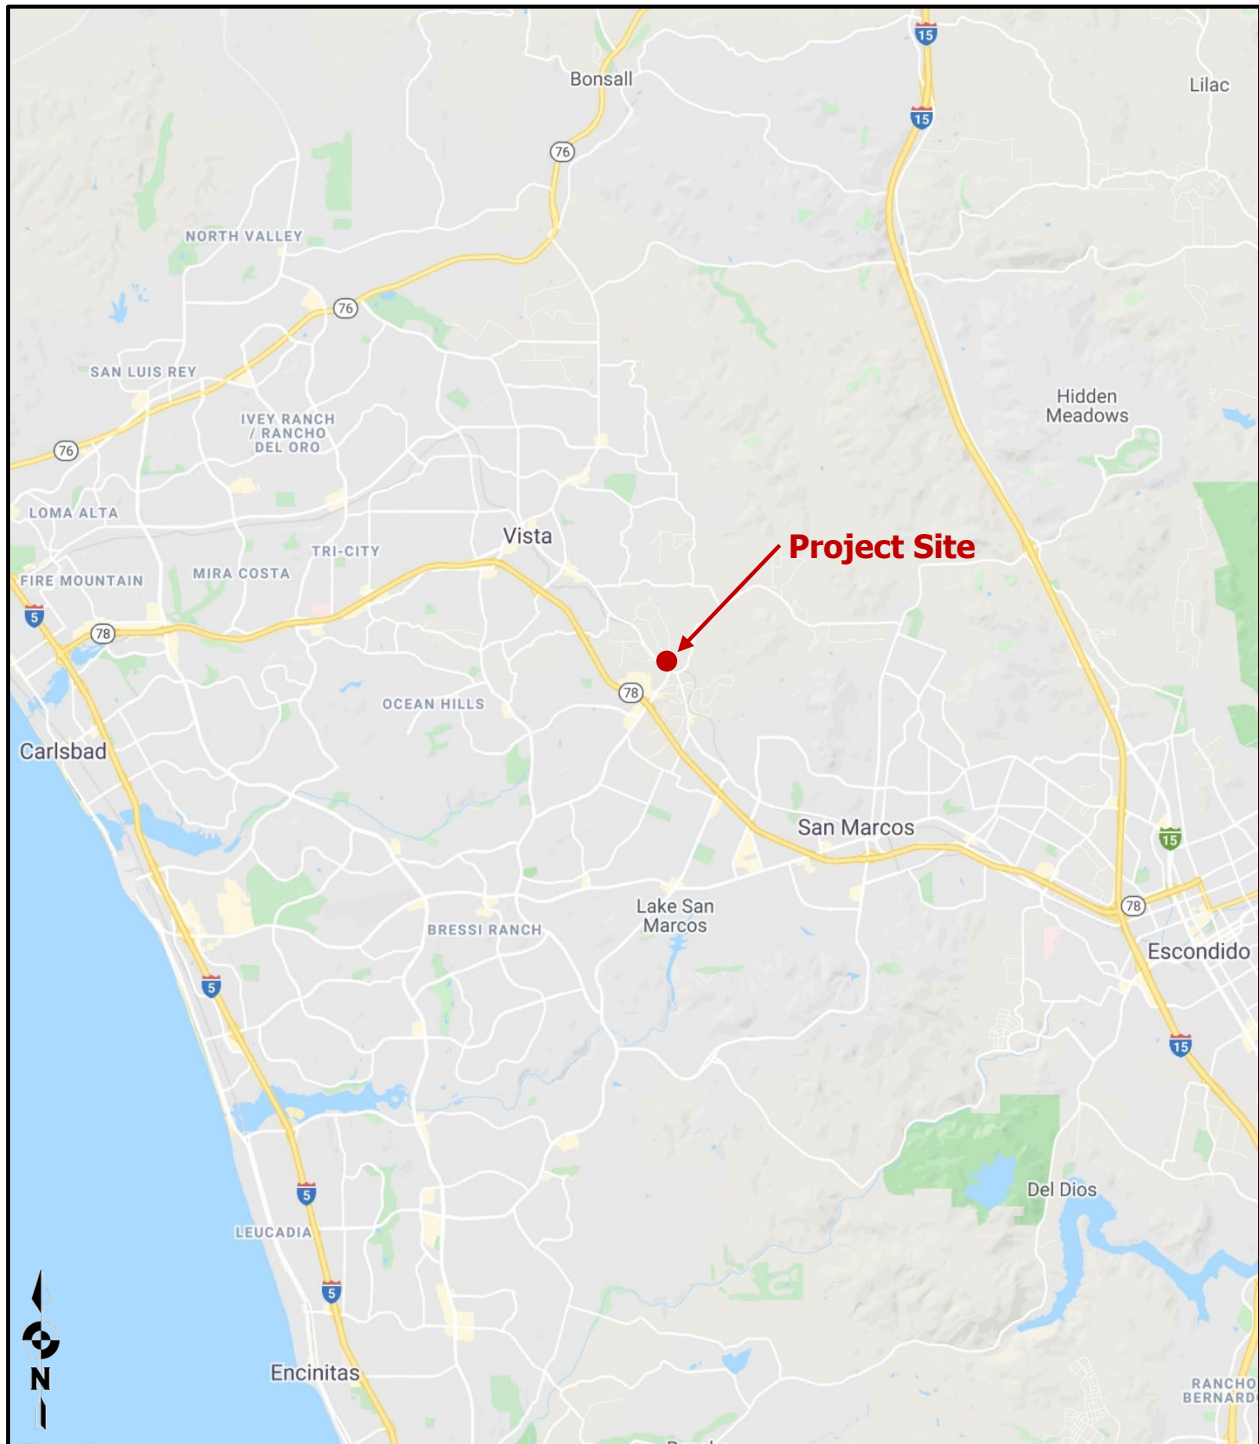 15
Bonsall
Lilac
15
76
NORTH VALLEY
76
SAN LUIS REY
Hidden
Meadows
IVEY RANCH
/ RANCHO
DEL ORO
76
LOMA ALTA
Vista
Project Site
TRI-CITY
MIRA COSTA
FIRE MOUNTAIN
5
78
78
OCEAN HILLS
Carlsbad
San Marcos
15
Lake San
Marcos
78
BRESSI RANCH
Escondido
5
15
Del Dios
5
LEUCADIA
5
N
Encinitas
RANCHO
BERNARDO